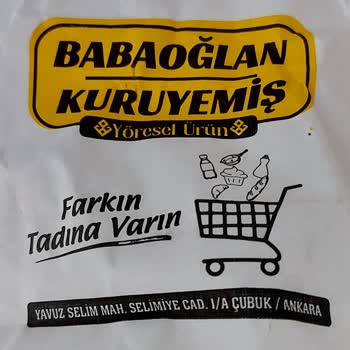 BABAOĞLAN
KURUYEMİŞ
Yöresel Ürün
Farkın
Tadına Varın
YAVUZ SELİM MAH. SELİMİYE CAD. 1/A ÇUBUK / ANKARA